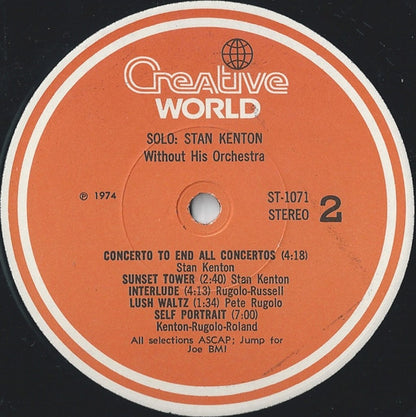 Creative
WORLD
SOLO: STAN KENTON
Without His Orchestra
℗ 1974
ST-1071
STEREO 2
CONCERTO TO END ALL CONCERTOS (4:18)
Stan Kenton
SUNSET TOWER (2:40) Stan Kenton
INTERLUDE (4:13) Rugolo-Russell
LUSH WALTZ (1:34) Pete Rugolo
SELF PORTRAIT (7:00)
Kenton-Rugolo-Roland
All selections ASCAP; Jump for
Joe BMI